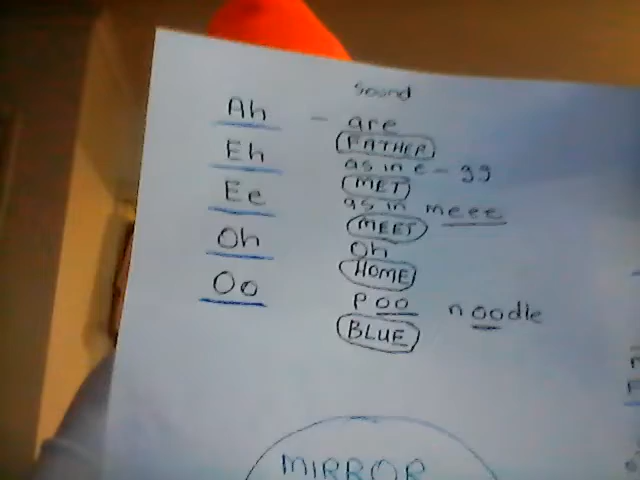 Sound
Ah - are
FATHER
Eh as in e-gg
MET
Ee as in meee
MEET
Oh Oh
HOME
Oo poo noodle
BLUE
MIRROR